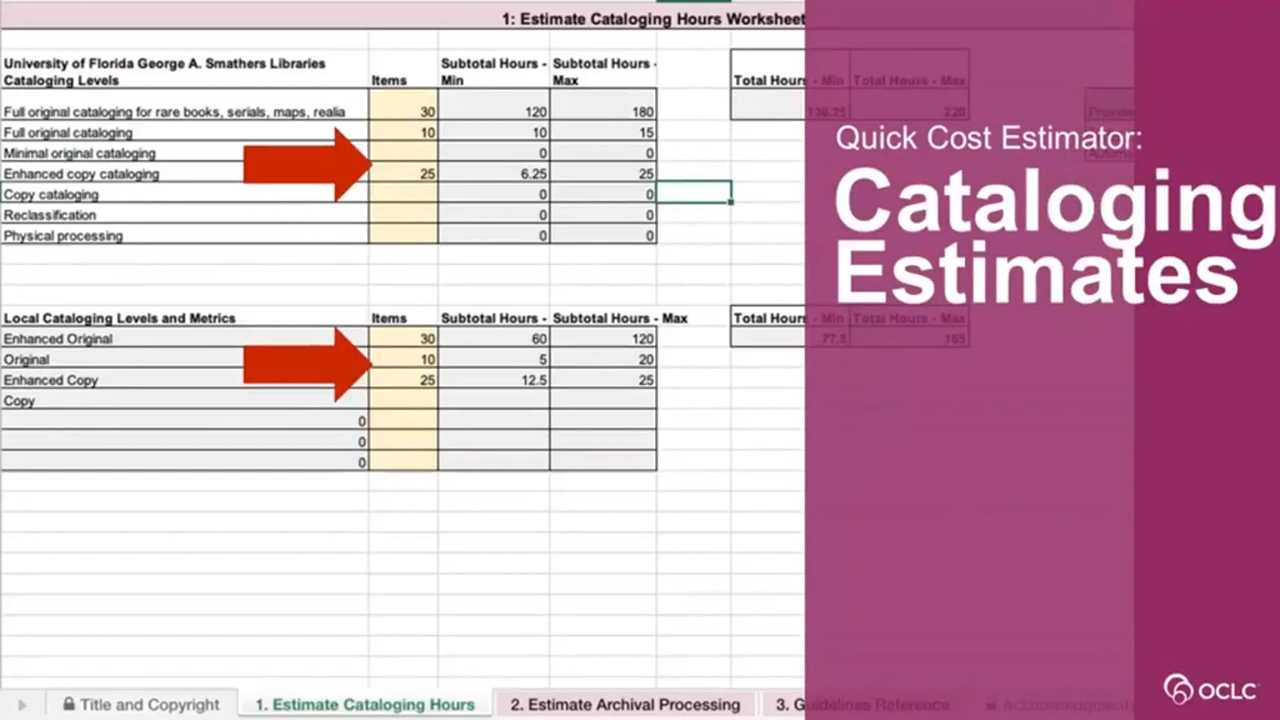 1: Estimate Cataloging Hours Worksheet
University of Florida George A. Smathers Libraries
Cataloging Levels
Items
Subtotal Hours -
Min
Subtotal Hours -
Max
Total Hours - Min
Total Hours - Max
Full original cataloging for rare books, serials, maps, realia 30 120 180
136.25 220
Full original cataloging 10 10 15
Minimal original cataloging 0 0
Enhanced copy cataloging 25 6.25 25
Copy cataloging 0 0
Reclassification 0 0
Physical processing 0 0
Local Cataloging Levels and Metrics Items Subtotal Hours - Subtotal Hours - Max Total Hours - Min Total Hours - Max
Enhanced Original 30 60 120 77.5 165
Original 10 5 20
Enhanced Copy 25 12.5 25
Copy
0
0
0
Quick Cost Estimator:
Cataloging
Estimates
Title and Copyright
1. Estimate Cataloging Hours
2. Estimate Archival Processing
3. Guidelines Reference
Acknowledgments
OCLC